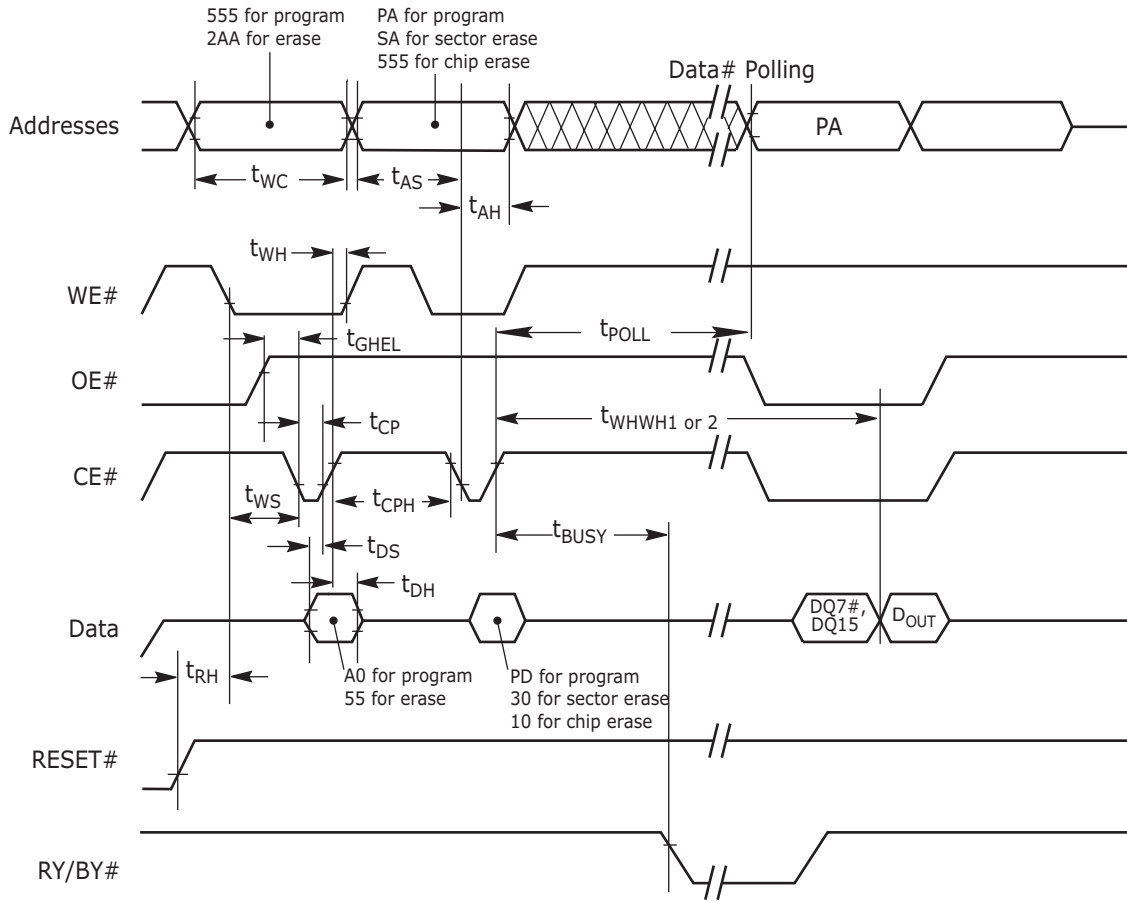 555 for program
2AA for erase
PA for program
SA for sector erase
555 for chip erase
Data# Polling
Addresses
PA
tWC
tAS
tAH
tWH
WE#
tGHEL
tPOLL
OE#
tCP
tWHWH1 or 2
CE#
tWS
tCPH
tBUSY
tDS
tDH
Data
DQ7#,
DQ15
DOUT
tRH
A0 for program
55 for erase
PD for program
30 for sector erase
10 for chip erase
RESET#
RY/BY#